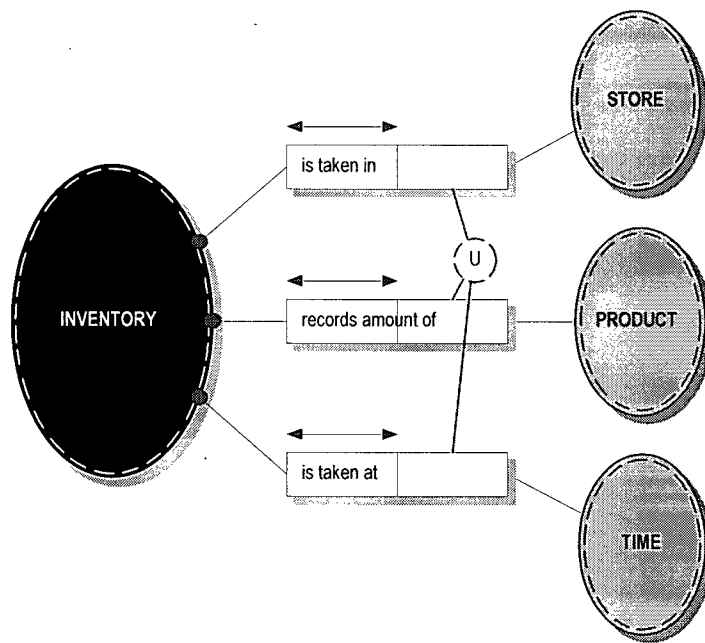 STORE
is taken in
U
INVENTORY
records amount of
PRODUCT
is taken at
TIME